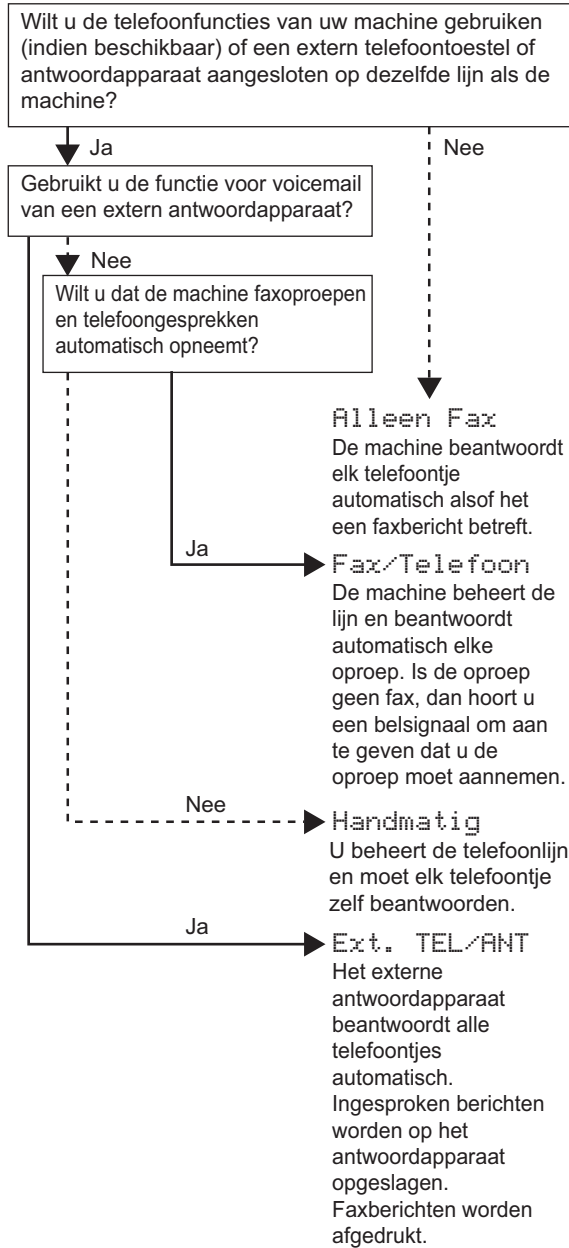 Wilt u de telefoonfuncties van uw machine gebruiken
(indien beschikbaar) of een extern telefoontoestel of
antwoordapparaat aangesloten op dezelfde lijn als de
machine?
Ja
Nee
Gebruikt u de functie voor voicemail
van een extern antwoordapparaat?
Nee
Wilt u dat de machine faxoproepen
en telefoongesprekken
automatisch opneemt?
Alleen Fax
De machine beantwoordt
elk telefoontje
automatisch alsof het
een faxbericht betreft.
Ja
Fax/Telefoon
De machine beheert de
lijn en beantwoordt
automatisch elke
oproep. Is de oproep
geen fax, dan hoort u
een belsignaal om aan
te geven dat u de
oproep moet aannemen.
Nee
Handmatig
U beheert de telefoonlijn
en moet elk telefoontje
zelf beantwoorden.
Ja
Ext. TEL/ANT
Het externe
antwoordapparaat
beantwoordt alle
telefoontjes
automatisch.
Ingesproken berichten
worden op het
antwoordapparaat
opgeslagen.
Faxberichten worden
afgedrukt.